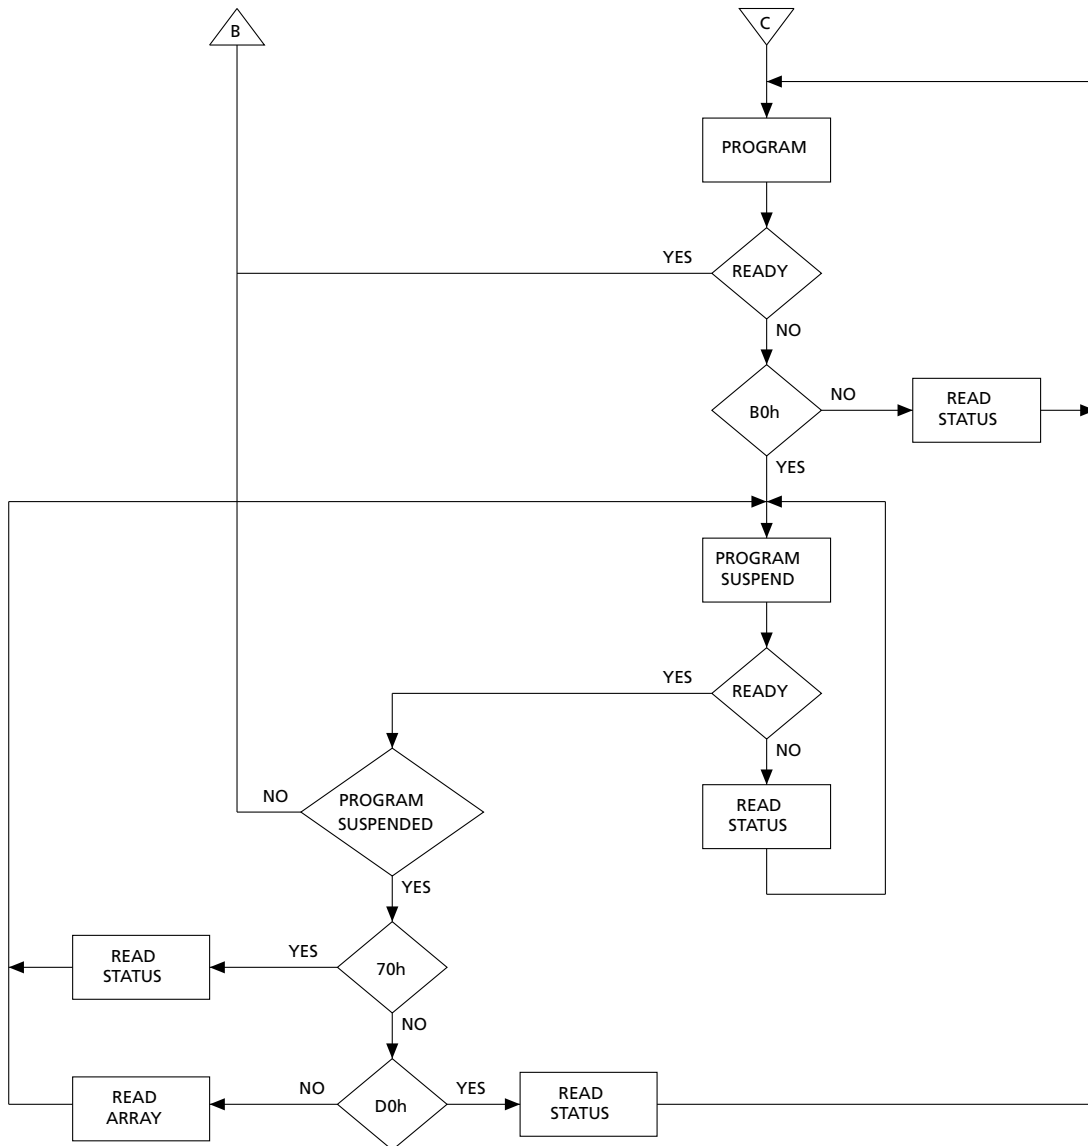 B
C
PROGRAM
YES
READY
NO
B0h
NO
READ
STATUS
YES
PROGRAM
SUSPEND
YES
READY
NO
NO
PROGRAM
SUSPENDED
READ
STATUS
YES
READ
STATUS
YES
70h
NO
READ
ARRAY
NO
D0h
YES
READ
STATUS